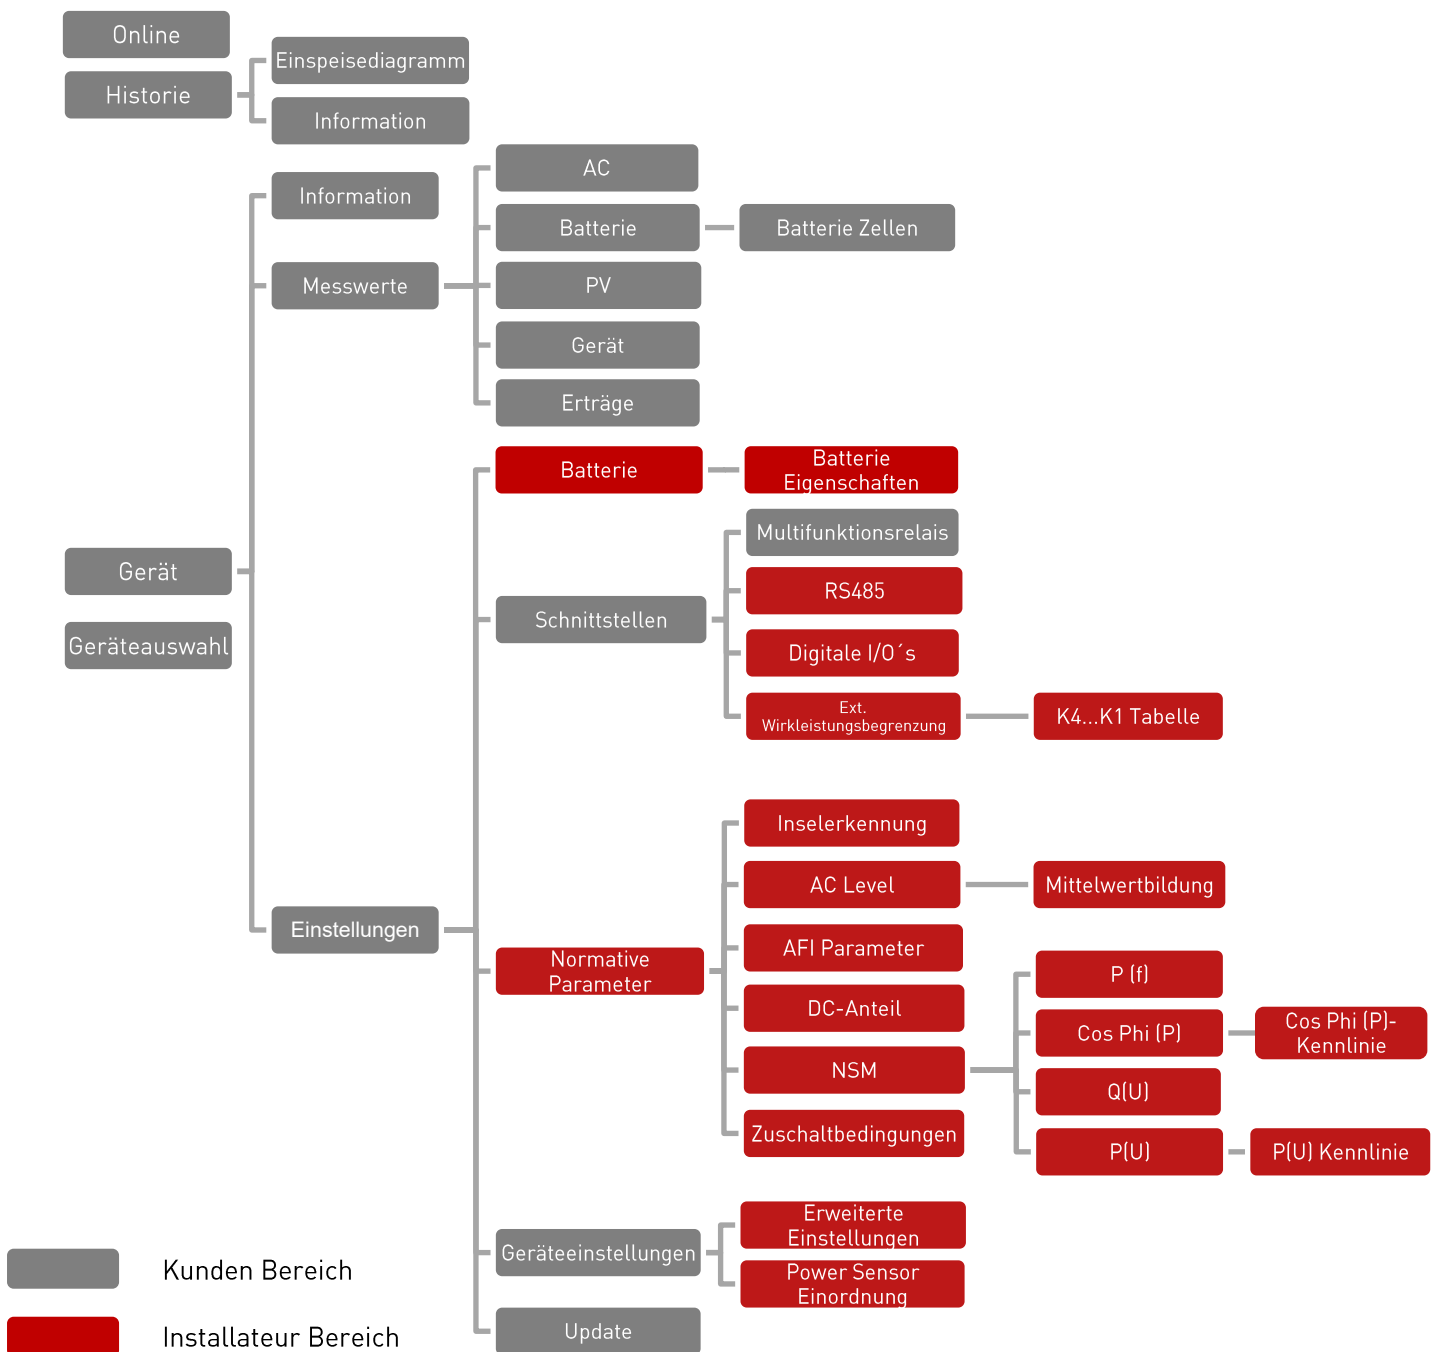 Online
Historie
Einspeisediagramm
Information
Information
Messwerte
AC
Batterie
Batterie Zellen
PV
Gerät
Erträge
Batterie
Batterie
Eigenschaften
Gerät
Geräteauswahl
Schnittstellen
Multifunktionsrelais
RS485
Digitale I/O´s
Ext.
Wirkleistungsbegrenzung
K4...K1 Tabelle
Einstellungen
Normative
Parameter
Inselerkennung
AC Level
Mittelwertbildung
AFI Parameter
DC-Anteil
NSM
P (f)
Cos Phi (P)
Cos Phi (P)-
Kennlinie
Q(U)
P(U)
P(U) Kennlinie
Zuschaltbedingungen
Geräteeinstellungen
Erweiterte
Einstellungen
Power Sensor
Einordnung
Update
Kunden Bereich
Installateur Bereich